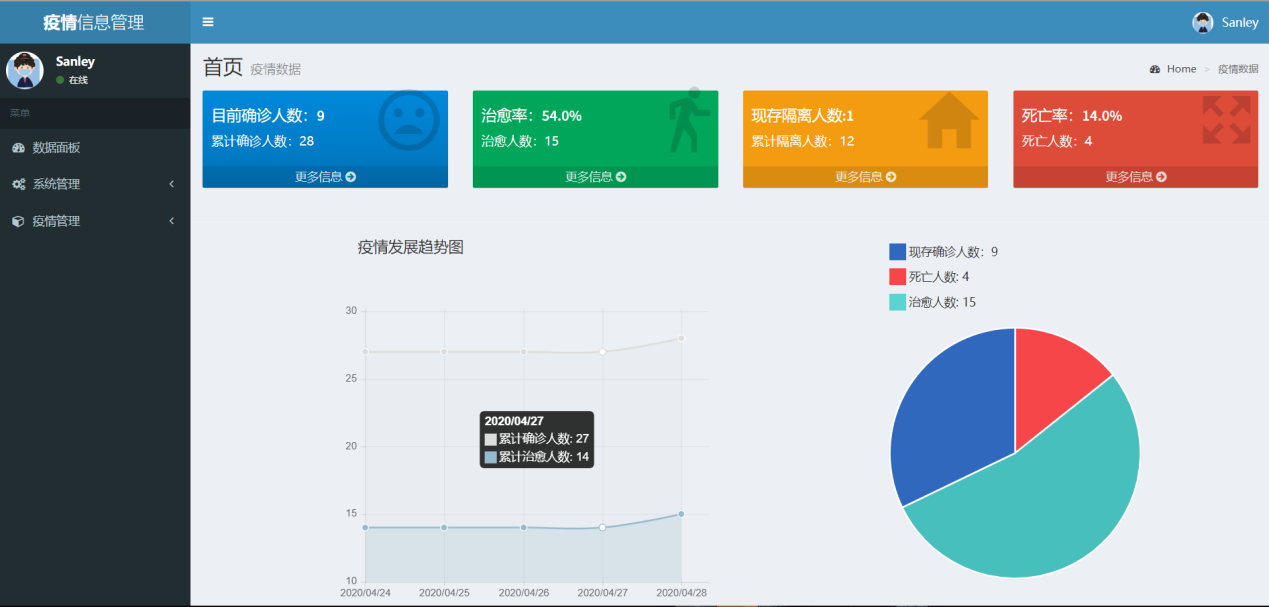 疫情信息管理
Sanley
Sanley
在线
菜单
数据面板
系统管理
疫情管理
首页 疫情数据
Home > 疫情数据
目前确诊人数：9
累计确诊人数：28
更多信息
治愈率：54.0%
治愈人数：15
更多信息
现存隔离人数:1
累计隔离人数：12
更多信息
死亡率：14.0%
死亡人数：4
更多信息
疫情发展趋势图
30
25
20
15
10
2020/04/27
累计确诊人数: 27
累计治愈人数: 14
2020/04/24 2020/04/25 2020/04/26 2020/04/27 2020/04/28
现存确诊人数：9
死亡人数: 4
治愈人数: 15